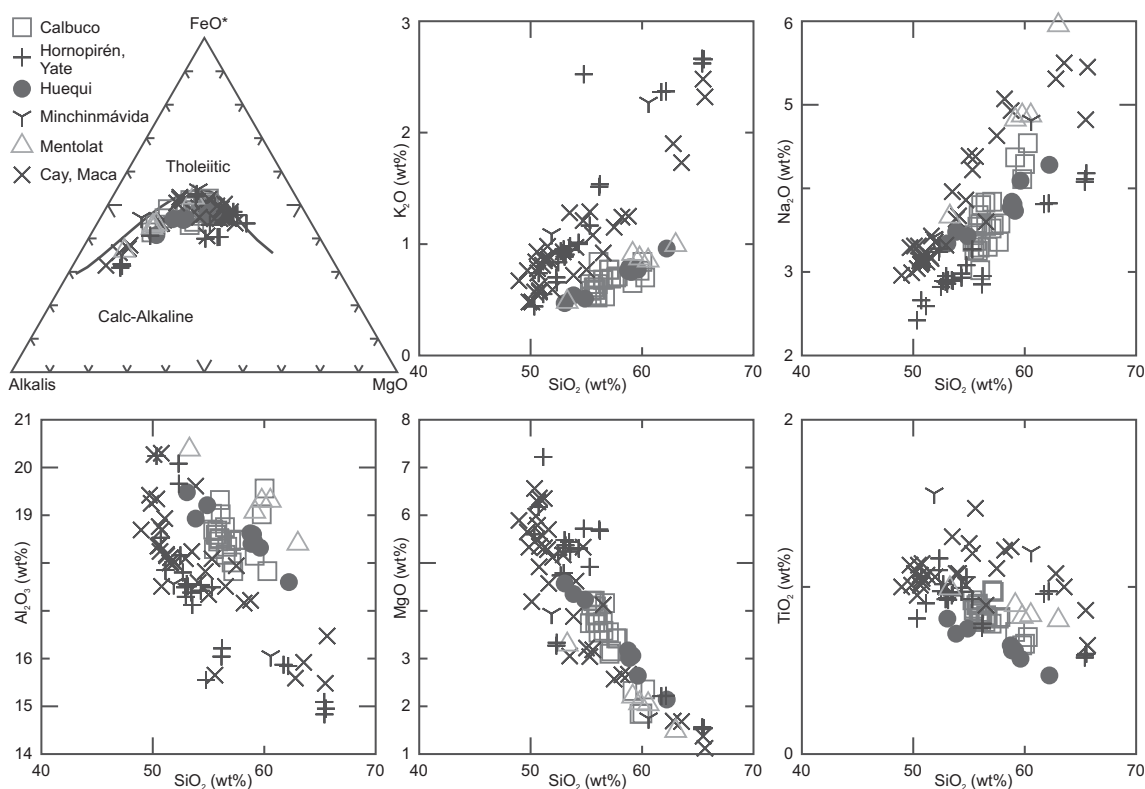 Calbuco
Hornopirén,
Yate
Huequi
Minchinmávida
Mentolat
Cay, Maca
FeO*
Tholeiitic
Calc-Alkaline
Alkalis
MgO
3
2
1
0
K₂O (wt%)
40
50
60
70
SiO₂ (wt%)
6
5
4
3
2
Na₂O (wt%)
40
50
60
70
SiO₂ (wt%)
21
20
19
18
17
16
15
14
Al₂O₃ (wt%)
40
50
60
70
SiO₂ (wt%)
8
7
6
5
4
3
2
1
MgO (wt%)
40
50
60
70
SiO₂ (wt%)
2
1
0
TiO₂ (wt%)
40
50
60
70
SiO₂ (wt%)